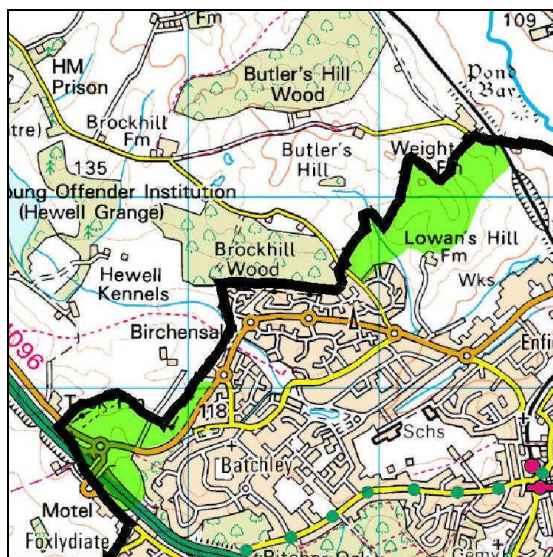 Fm
109
HM
Prison
Butler's Hill
Wood
Pond
Bay
Brockhill
Fm
Butler's
Hill
Weight
Fm
135
Offender Institution
(Hewell Grange)
Brockhill
Wood
Lowan's Hill
Fm
Hewell
Kennels
Wks
Birchensal
Enfi
118
Schs
Batchley
Motel
Foxlydiate